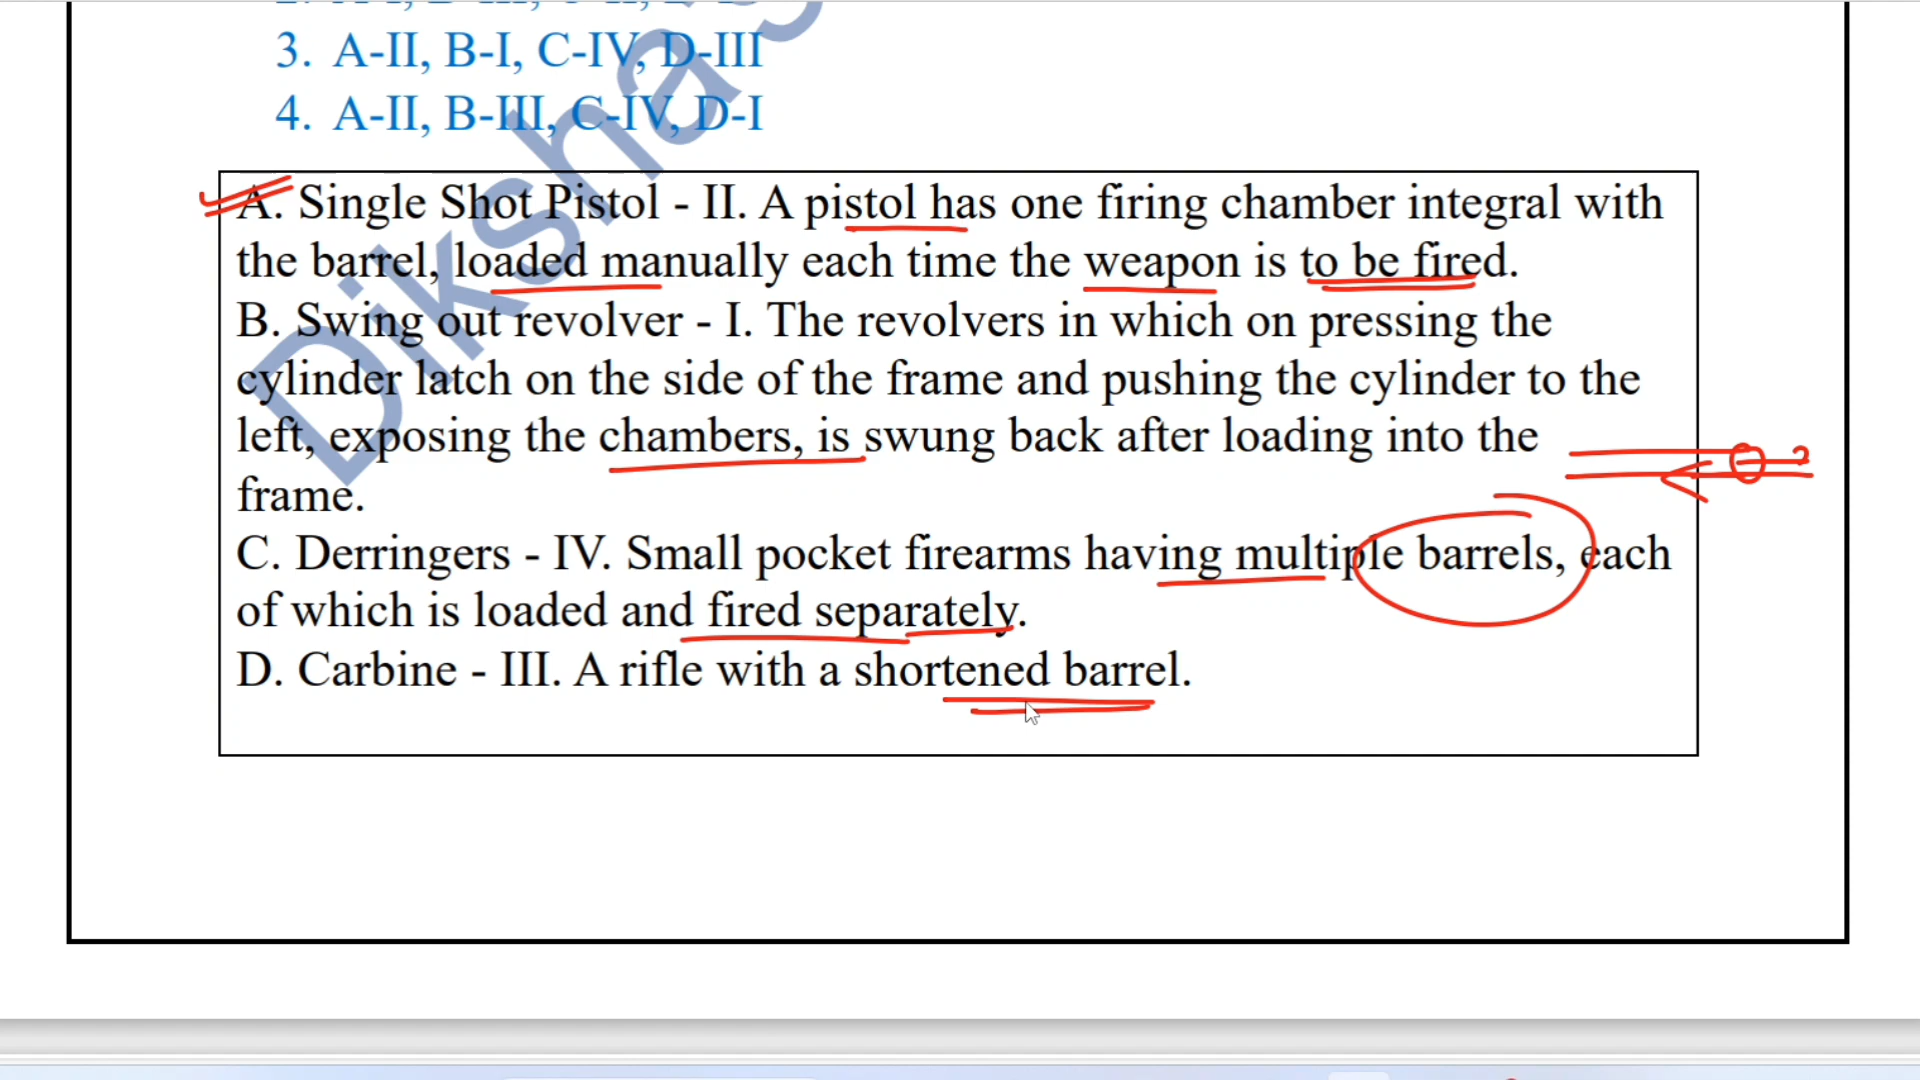 3. A-II, B-I, C-IV, D-III
4. A-II, B-III, C-IV, D-I
A. Single Shot Pistol - II. A pistol has one firing chamber integral with
the barrel, loaded manually each time the weapon is to be fired.
B. Swing out revolver - I. The revolvers in which on pressing the
cylinder latch on the side of the frame and pushing the cylinder to the
left, exposing the chambers, is swung back after loading into the
frame.
C. Derringers - IV. Small pocket firearms having multiple barrels, each
of which is loaded and fired separately.
D. Carbine - III. A rifle with a shortened barrel.
Diksha